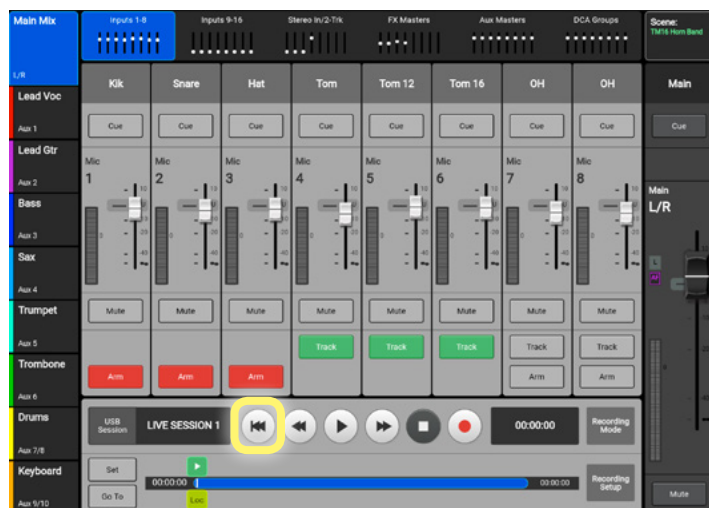 Main Mix
L/R
Inputs 1-8
Inputs 9-16
Stereo In/2-Trk
FX Masters
Aux Masters
DCA Groups
Scene:
TM16 Horn Band
Lead Voc
Aux 1
Lead Gtr
Aux 2
Bass
Aux 3
Sax
Aux 4
Trumpet
Aux 5
Trombone
Aux 6
Drums
Aux 7/8
Keyboard
Aux 9/10
Kik
Snare
Hat
Tom
Tom 12
Tom 16
OH
OH
Main
Cue
Cue
Cue
Cue
Cue
Cue
Cue
Cue
Cue
Mic
1
Mic
2
Mic
3
Mic
4
Mic
5
Mic
6
Mic
7
Mic
8
Main
L/R
L
AF
Mute
Mute
Mute
Mute
Mute
Mute
Mute
Mute
Track
Track
Track
Track
Track
Arm
Arm
Arm
Arm
Arm
USB
Session
LIVE SESSION 1
00:00:00
Recording
Mode
Set
Go To
00:00:00
Loc
00:00:00
Recording
Setup
Mute